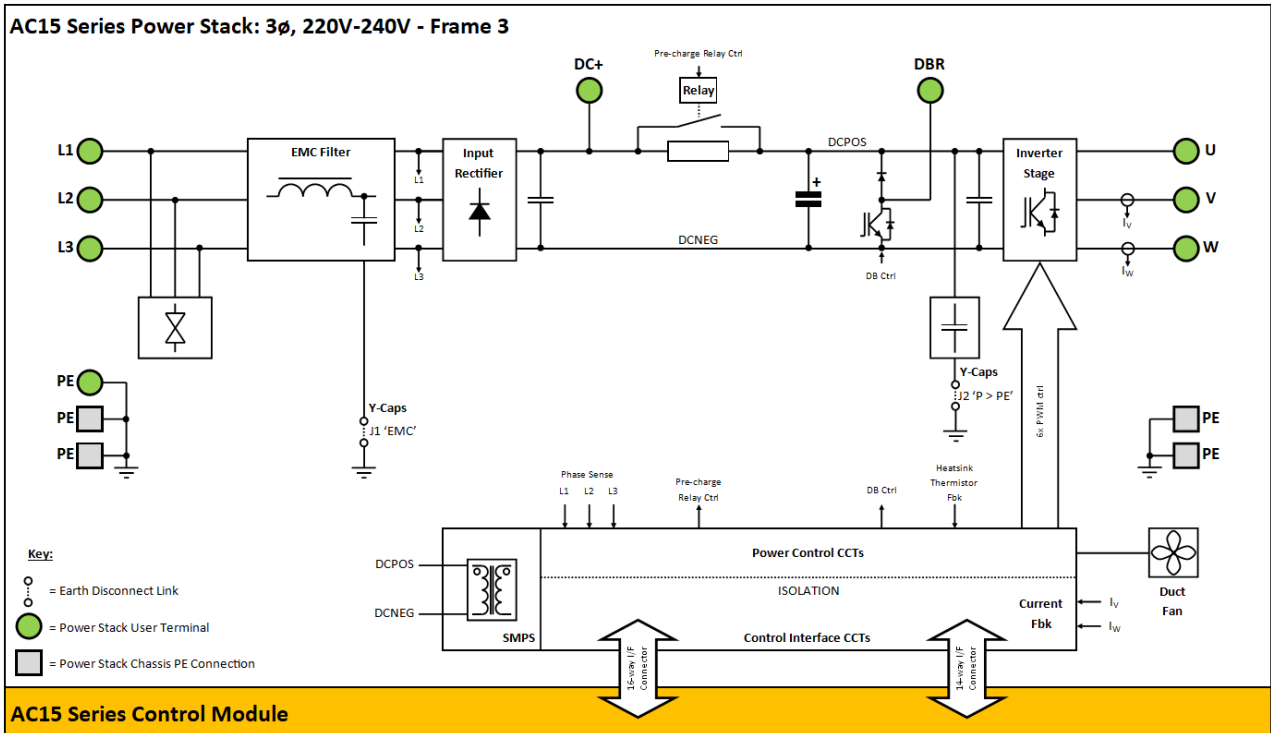 AC15 Series Power Stack: 3ø, 220V-240V - Frame 3
DC+
Pre-charge Relay Ctrl
Relay
DBR
L1
L2
L3
EMC Filter
L1
L2
L3
Input
Rectifier
DCPOS
DCNEG
+
DB Ctrl
Inverter
Stage
U
V
W
IV
IW
PE
PE
PE
Y-Caps
J1 'EMC'
Y-Caps
J2 'P > PE'
6x PWM ctrl
PE
PE
Phase Sense
L1 L2 L3
Pre-charge
Relay Ctrl
DB Ctrl
Heatsink
Thermistor
Fbk
Key:
= Earth Disconnect Link
= Power Stack User Terminal
= Power Stack Chassis PE Connection
DCPOS
DCNEG
SMPS
Power Control CCTs
ISOLATION
Control Interface CCTs
Current
Fbk
IV
IW
Duct
Fan
16-way I/F
Connector
14-way I/F
Connector
AC15 Series Control Module